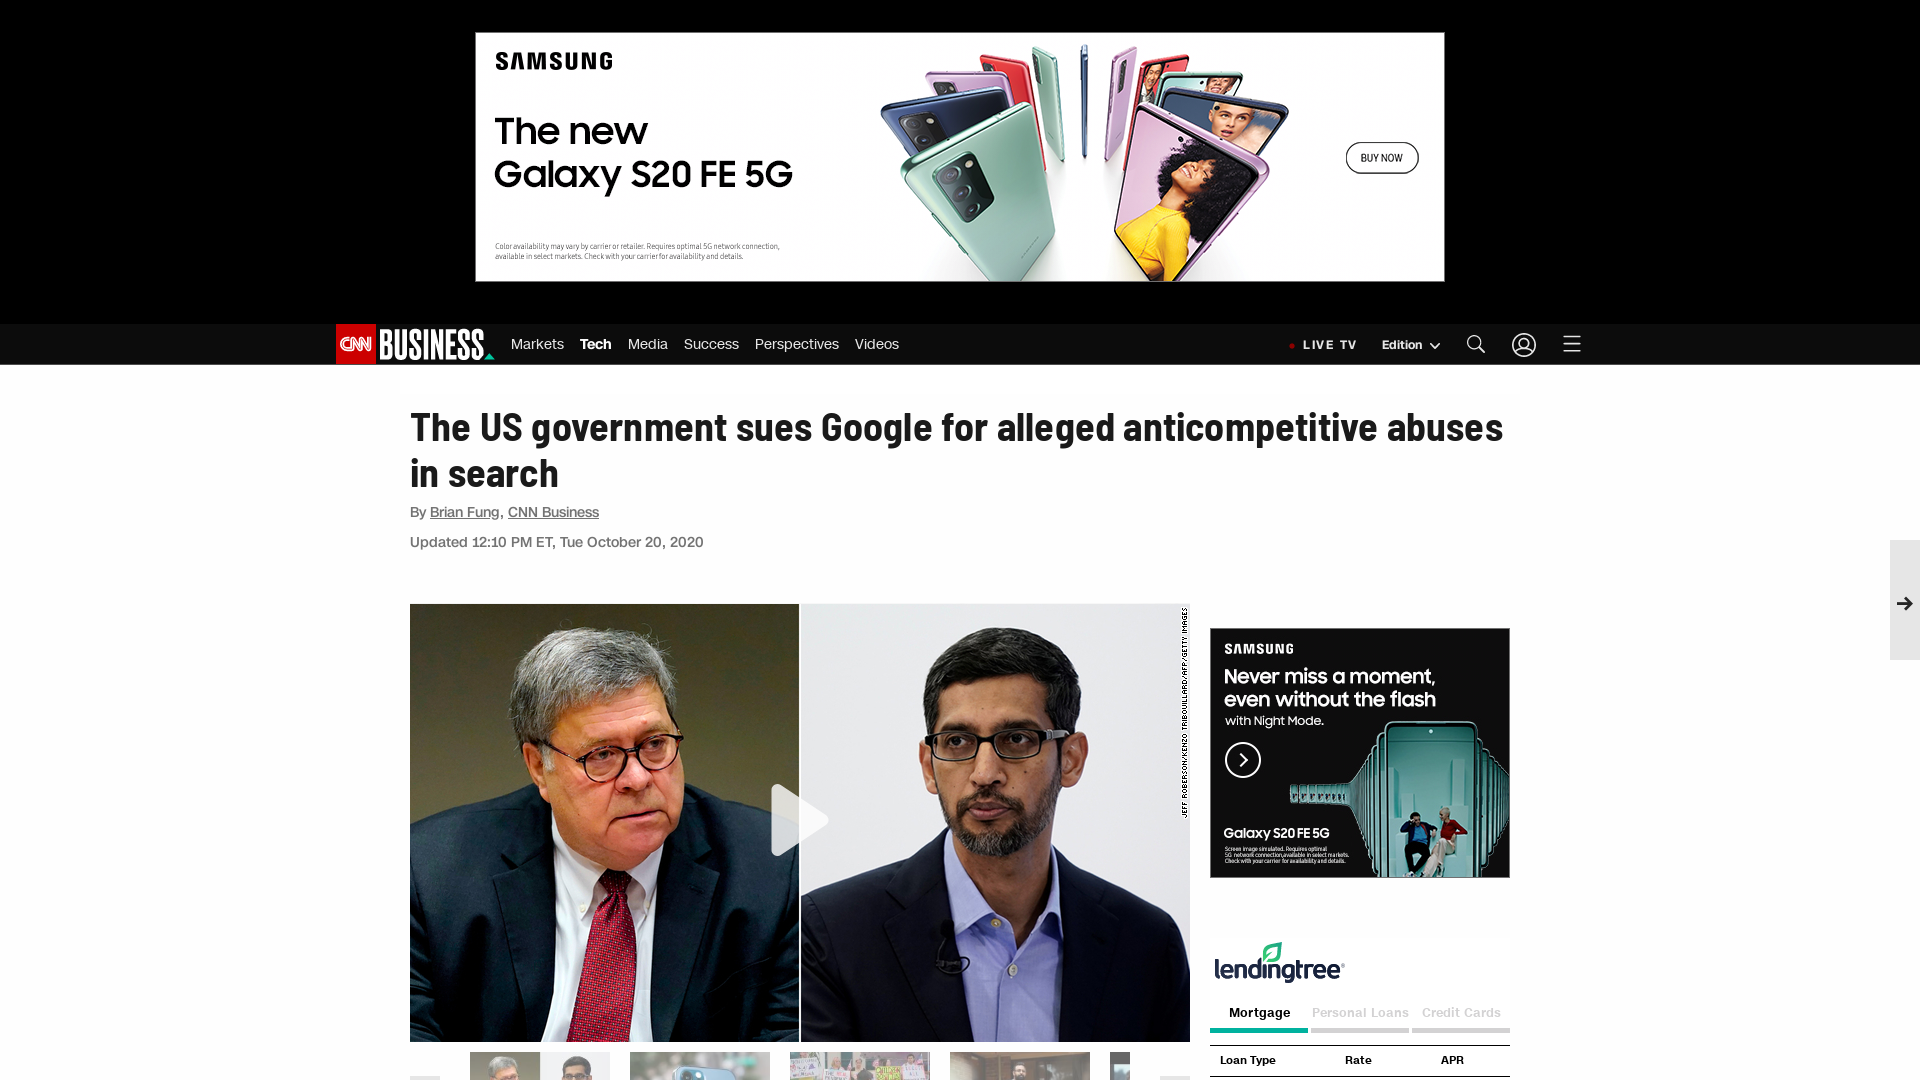 SAMSUNG
The new
Galaxy S20 FE 5G
BUY NOW
Color availability may vary by carrier or retailer. Requires optimal 5G network connection,
available in select markets. Check with your carrier for availability and details.
CNN BUSINESS
Markets Tech Media Success Perspectives Videos
LIVE TV Edition
The US government sues Google for alleged anticompetitive abuses
in search
By Brian Fung, CNN Business
Updated 12:10 PM ET, Tue October 20, 2020
JEFF ROBERSON/KENZO TRIBOUILLARD/AFP/GETTY IMAGES
SAMSUNG
Never miss a moment,
even without the flash
with Night Mode.
Galaxy S20 FE 5G
Screen image simulated. Requires optimal
5G network connection, available in select markets.
Check with your carrier for availability and details.
lendingtree
Mortgage Personal Loans Credit Cards
Loan Type Rate APR